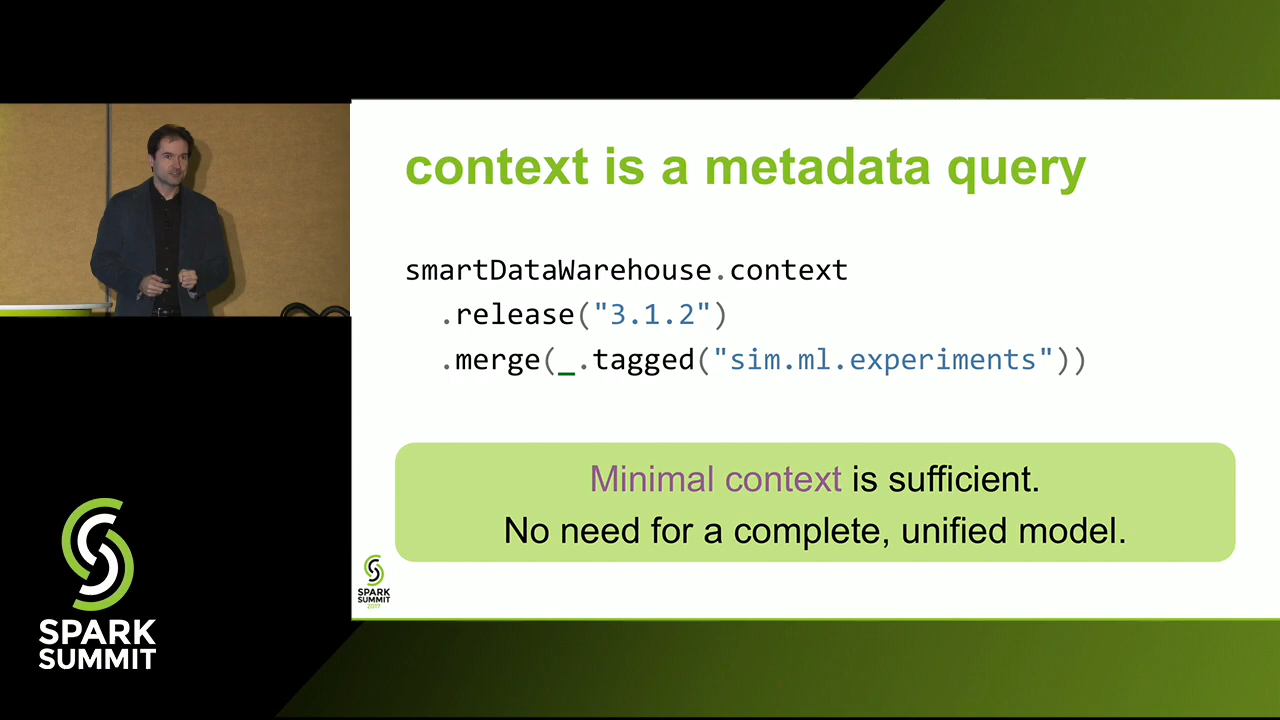 context is a metadata query
smartDataWarehouse.context
.release("3.1.2")
.merge(_.tagged("sim.ml.experiments"))
Minimal context is sufficient.
No need for a complete, unified model.
SPARK
SUMMIT
2017
SPARK
SUMMIT